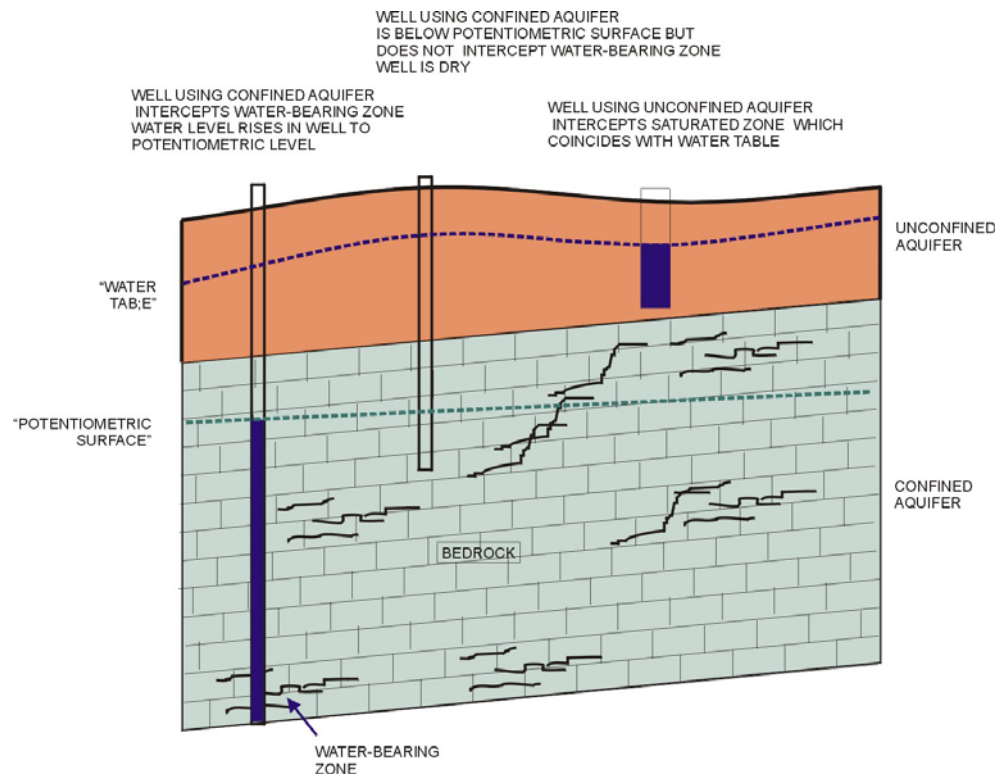 WELL USING CONFINED AQUIFER
IS BELOW POTENTIOMETRIC SURFACE BUT
DOES NOT INTERCEPT WATER-BEARING ZONE
WELL IS DRY
WELL USING CONFINED AQUIFER
INTERCEPTS WATER-BEARING ZONE
WATER LEVEL RISES IN WELL TO
POTENTIOMETRIC LEVEL
WELL USING UNCONFINED AQUIFER
INTERCEPTS SATURATED ZONE WHICH
COINCIDES WITH WATER TABLE
UNCONFINED
AQUIFER
“WATER
TAB;E”
“POTENTIOMETRIC
SURFACE”
CONFINED
AQUIFER
BEDROCK
WATER-BEARING
ZONE